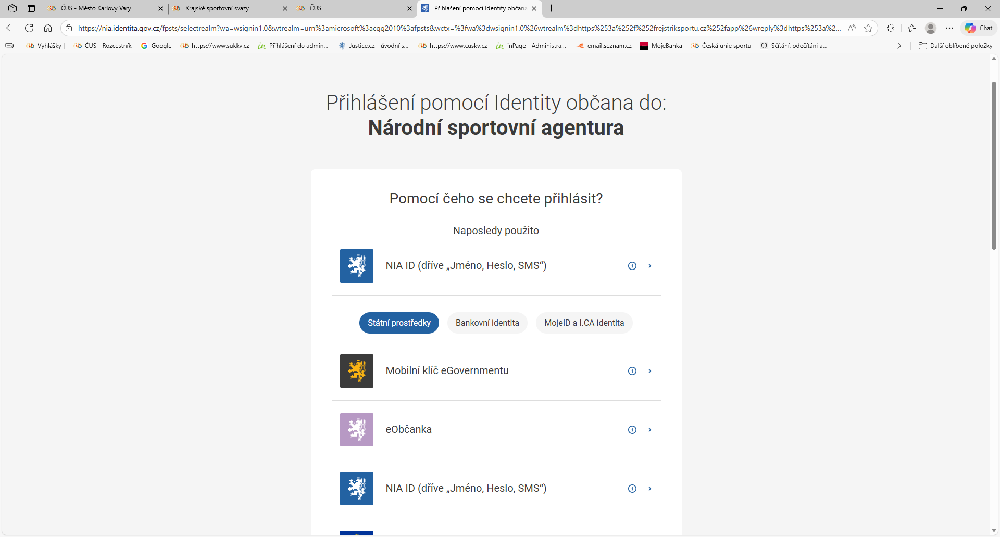 ČUS - Město Karlovy Vary
Krajské sportovní svazy
ČUS
Přihlášení pomocí Identity občana
https://nia.identita.gov.cz/fpsts/selectrealm?wa=wsignin1.0&wtrealm=urn%3amicrosoft%3acgg2010%3afpsts&wctx=%3fwa%3dwsignin1.0%26wtrealm%3dhttps%253a%252f%252frejstriksportu.cz%252fapp%26wreply%3dhttps%253a%2...
Chat
Vyhlášky |
ČUS - Rozcestník
Google
https://www.sukkv.cz
Přihlášení do admin...
Justice.cz - úvodní s...
https://www.cuskv.cz
inPage - Administra...
email.seznam.cz
MojeBanka
Česká unie sportu
Sčítání, odečítání a...
Další oblíbené položky
Přihlášení pomocí Identity občana do:
Národní sportovní agentura
Pomocí čeho se chcete přihlásit?
Naposledy použito
NIA ID (dříve „Jméno, Heslo, SMS“)
Státní prostředky
Bankovní identita
MojeID a I.CA identita
Mobilní klíč eGovernmentu
eObčanka
NIA ID (dříve „Jméno, Heslo, SMS“)